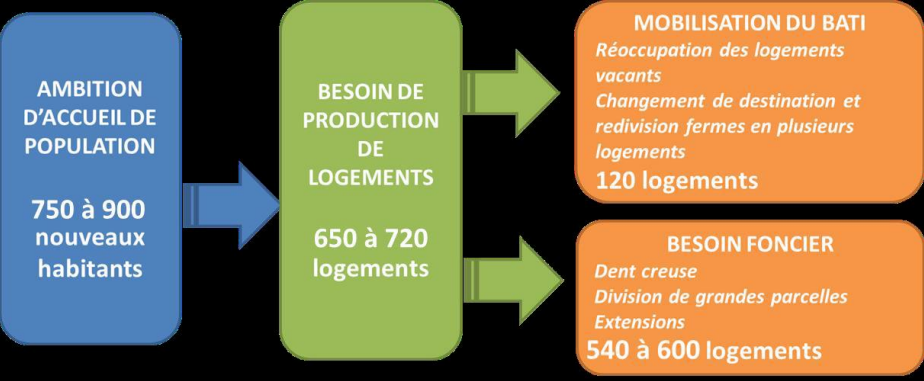 AMBITION
D'ACCUEIL DE
POPULATION
750 à 900
nouveaux
habitants
BESOIN DE
PRODUCTION
DE
LOGEMENTS
650 à 720
logements
MOBILISATION DU BATI
Réoccupation des logements
vacants
Changement de destination et
redivision fermes en plusieurs
logements
120 logements
BESOIN FONCIER
Dent creuse
Division de grandes parcelles
Extensions
540 à 600 logements